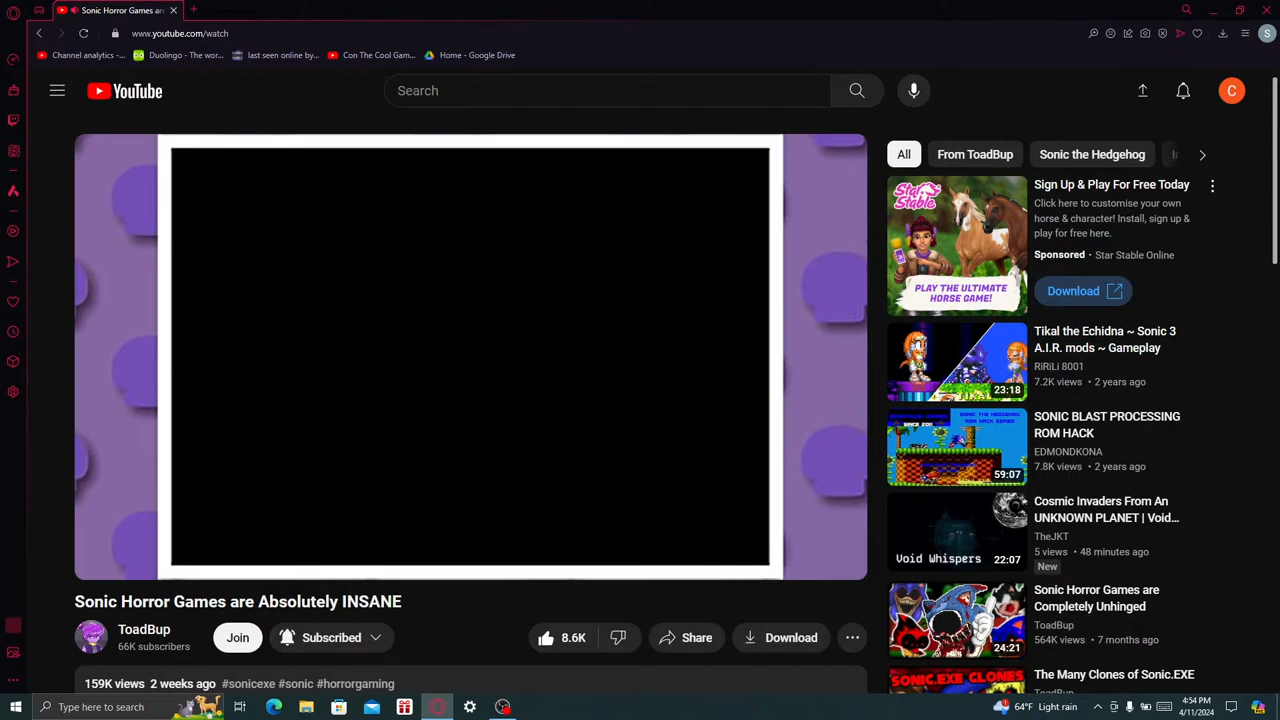 Sonic Horror Games are
www.youtube.com/watch
S
Channel analytics -...
Duolingo - The wor...
last seen online by...
Con The Cool Gam...
Home - Google Drive
YouTube
Search
C
All
From ToadBup
Sonic the Hedgehog
Star Stable
PLAY THE ULTIMATE
HORSE GAME!
Sign Up & Play For Free Today
Click here to customise your own
horse & character! Install, sign up &
play for free here.
Sponsored • Star Stable Online
Download
23:18
Tikal the Echidna ~ Sonic 3
A.I.R. mods ~ Gameplay
RiRiLi 8001
7.2K views • 2 years ago
59:07
SONIC BLAST PROCESSING
ROM HACK
EDMONDKONA
7.8K views • 2 years ago
Void Whispers
22:07
Cosmic Invaders From An
UNKNOWN PLANET | Void...
TheJKT
5 views • 48 minutes ago
New
24:21
Sonic Horror Games are
Completely Unhinged
ToadBup
564K views • 7 months ago
SONIC.EXE CLONES
The Many Clones of Sonic.EXE
ToadBup
Sonic Horror Games are Absolutely INSANE
ToadBup
66K subscribers
Join
Subscribed
8.6K
Share
Download
159K views 2 weeks ago #sonicexe #sonic #horrorgaming
Type here to search
64°F Light rain
4:54 PM
4/11/2024